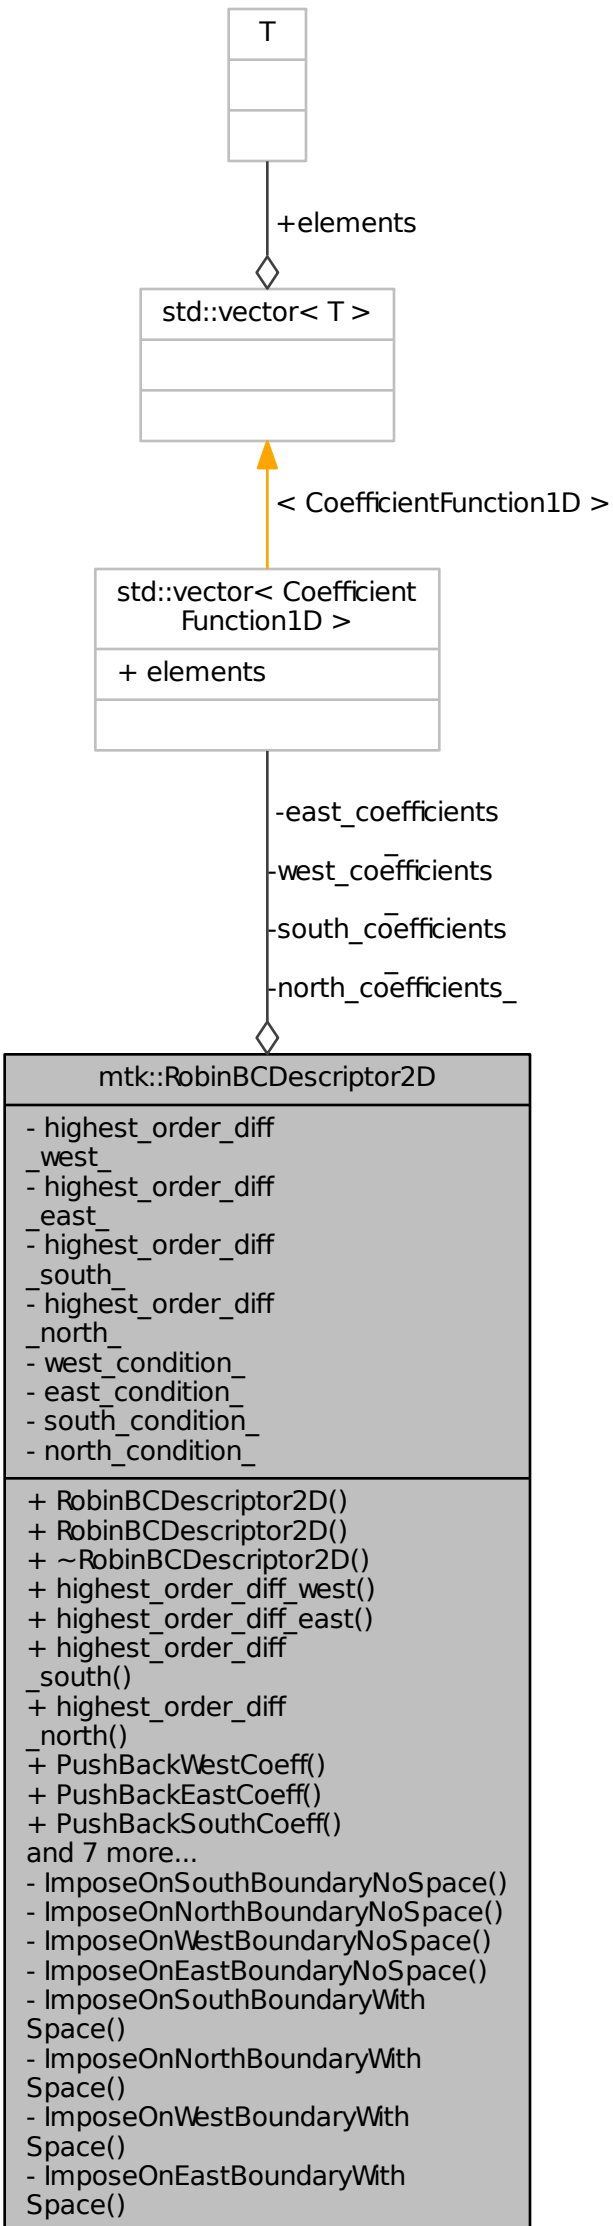 T
+elements
std::vector< T >
< CoefficientFunction1D >
std::vector< Coefficient
Function1D >
+ elements
-east_coefficients
_
-west_coefficients
_
-south_coefficients
_
-north_coefficients_
mtk::RobinBCDescriptor2D
- highest_order_diff
_west_
- highest_order_diff
_east_
- highest_order_diff
_south_
- highest_order_diff
_north_
- west_condition_
- east_condition_
- south_condition_
- north_condition_
+ RobinBCDescriptor2D()
+ RobinBCDescriptor2D()
+ ~RobinBCDescriptor2D()
+ highest_order_diff_west()
+ highest_order_diff_east()
+ highest_order_diff
_south()
+ highest_order_diff
_north()
+ PushBackWestCoeff()
+ PushBackEastCoeff()
+ PushBackSouthCoeff()
and 7 more...
- ImposeOnSouthBoundaryNoSpace()
- ImposeOnNorthBoundaryNoSpace()
- ImposeOnWestBoundaryNoSpace()
- ImposeOnEastBoundaryNoSpace()
- ImposeOnSouthBoundaryWith
Space()
- ImposeOnNorthBoundaryWith
Space()
- ImposeOnWestBoundaryWith
Space()
- ImposeOnEastBoundaryWith
Space()